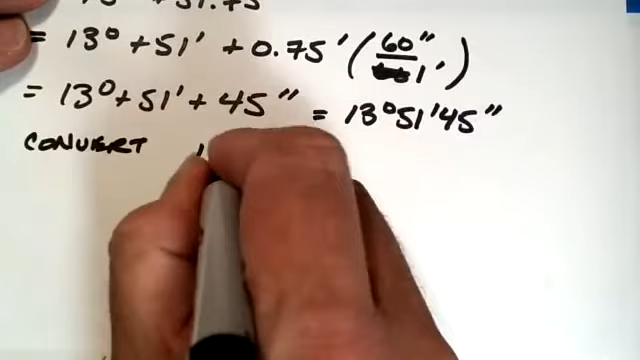 = 13° + 51' + 0.75' (60"/1')
= 13° + 51' + 45" = 13°51'45"
CONVERT